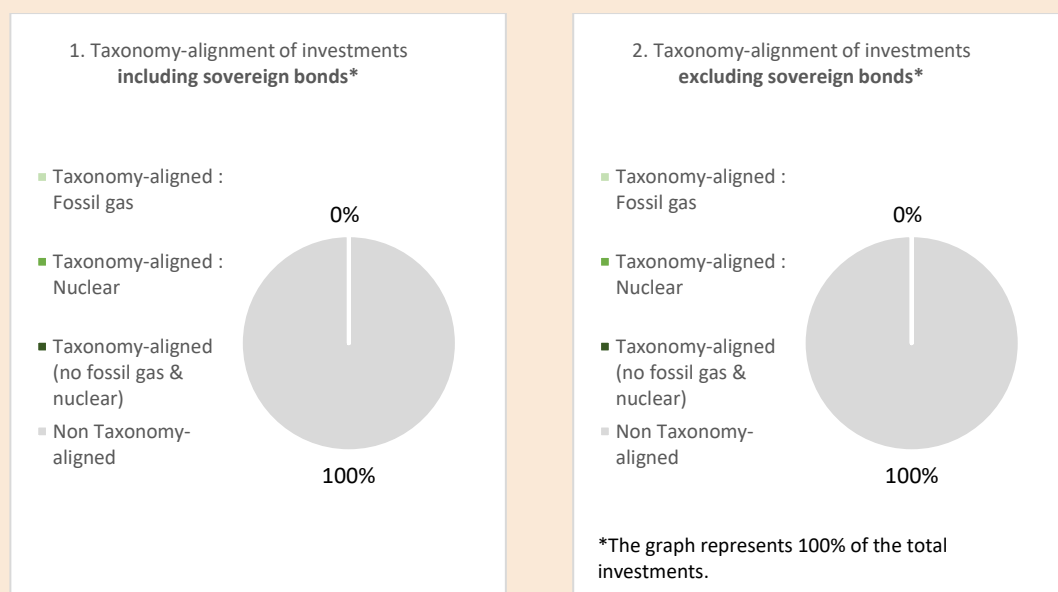 1. Taxonomy-alignment of investments
including sovereign bonds*
Taxonomy-aligned :
Fossil gas
Taxonomy-aligned :
Nuclear
Taxonomy-aligned
(no fossil gas &
nuclear)
Non Taxonomy-
aligned
0%
100%
2. Taxonomy-alignment of investments
excluding sovereign bonds*
Taxonomy-aligned :
Fossil gas
Taxonomy-aligned :
Nuclear
Taxonomy-aligned
(no fossil gas &
nuclear)
Non Taxonomy-
aligned
0%
100%
*The graph represents 100% of the total
investments.